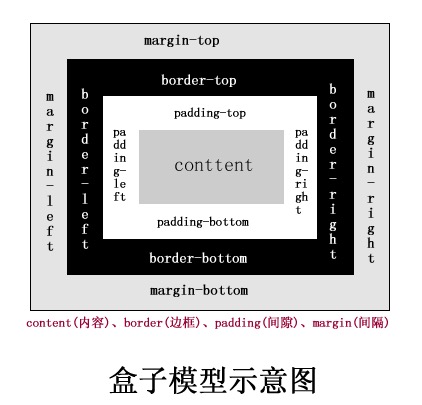 margin-top
border-top
padding-top
margin-left
border-left
padding-left
conttent
padding-right
border-right
margin-right
padding-bottom
border-bottom
margin-bottom
content(内容)、border(边框)、padding(间隙)、margin(间隔)
盒子模型示意图